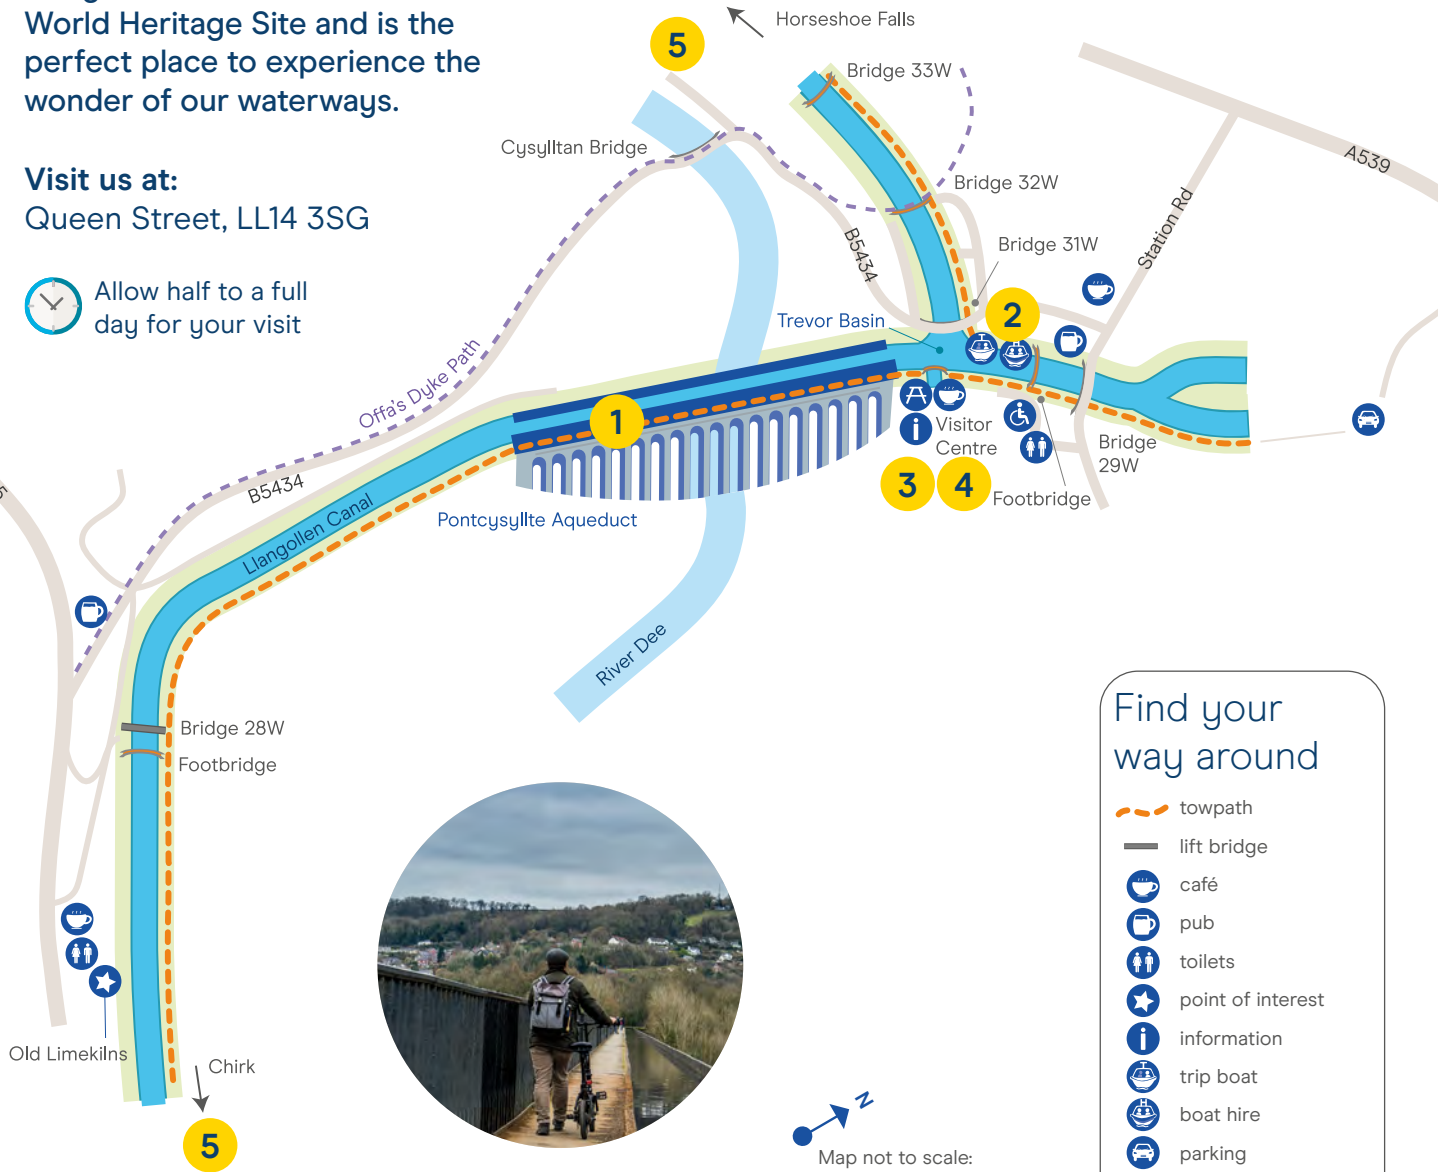 World Heritage Site and is the
perfect place to experience the
wonder of our waterways.
Visit us at:
Queen Street, LL14 3SG
Allow half to a full
day for your visit
5
Horseshoe Falls
Bridge 33W
Cysylltan Bridge
A539
Bridge 32W
Station Rd
B5434
Bridge 31W
2
Trevor Basin
Offa's Dyke Path
1
Visitor
Centre
Bridge
29W
3
4
Footbridge
B5434
Llangollen Canal
Pontcysyllte Aqueduct
River Dee
Bridge 28W
Footbridge
Old Limekilns
Chirk
5
N
Map not to scale:
Find your
way around
towpath
lift bridge
café
pub
toilets
point of interest
information
trip boat
boat hire
parking